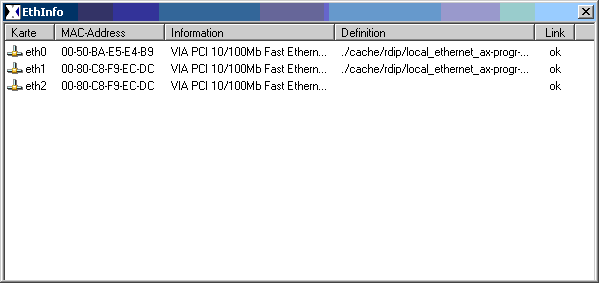 EthInfo
Karte MAC-Address Information Definition Link
eth0 00-50-BA-E5-E4-B9 VIA PCI 10/100Mb Fast Ethern... ./cache/rdip/local_ethernet_ax-progr-... ok
eth1 00-80-C8-F9-EC-DC VIA PCI 10/100Mb Fast Ethern... ./cache/rdip/local_ethernet_ax-progr-... ok
eth2 00-80-C8-F9-EC-DC VIA PCI 10/100Mb Fast Ethern... ok